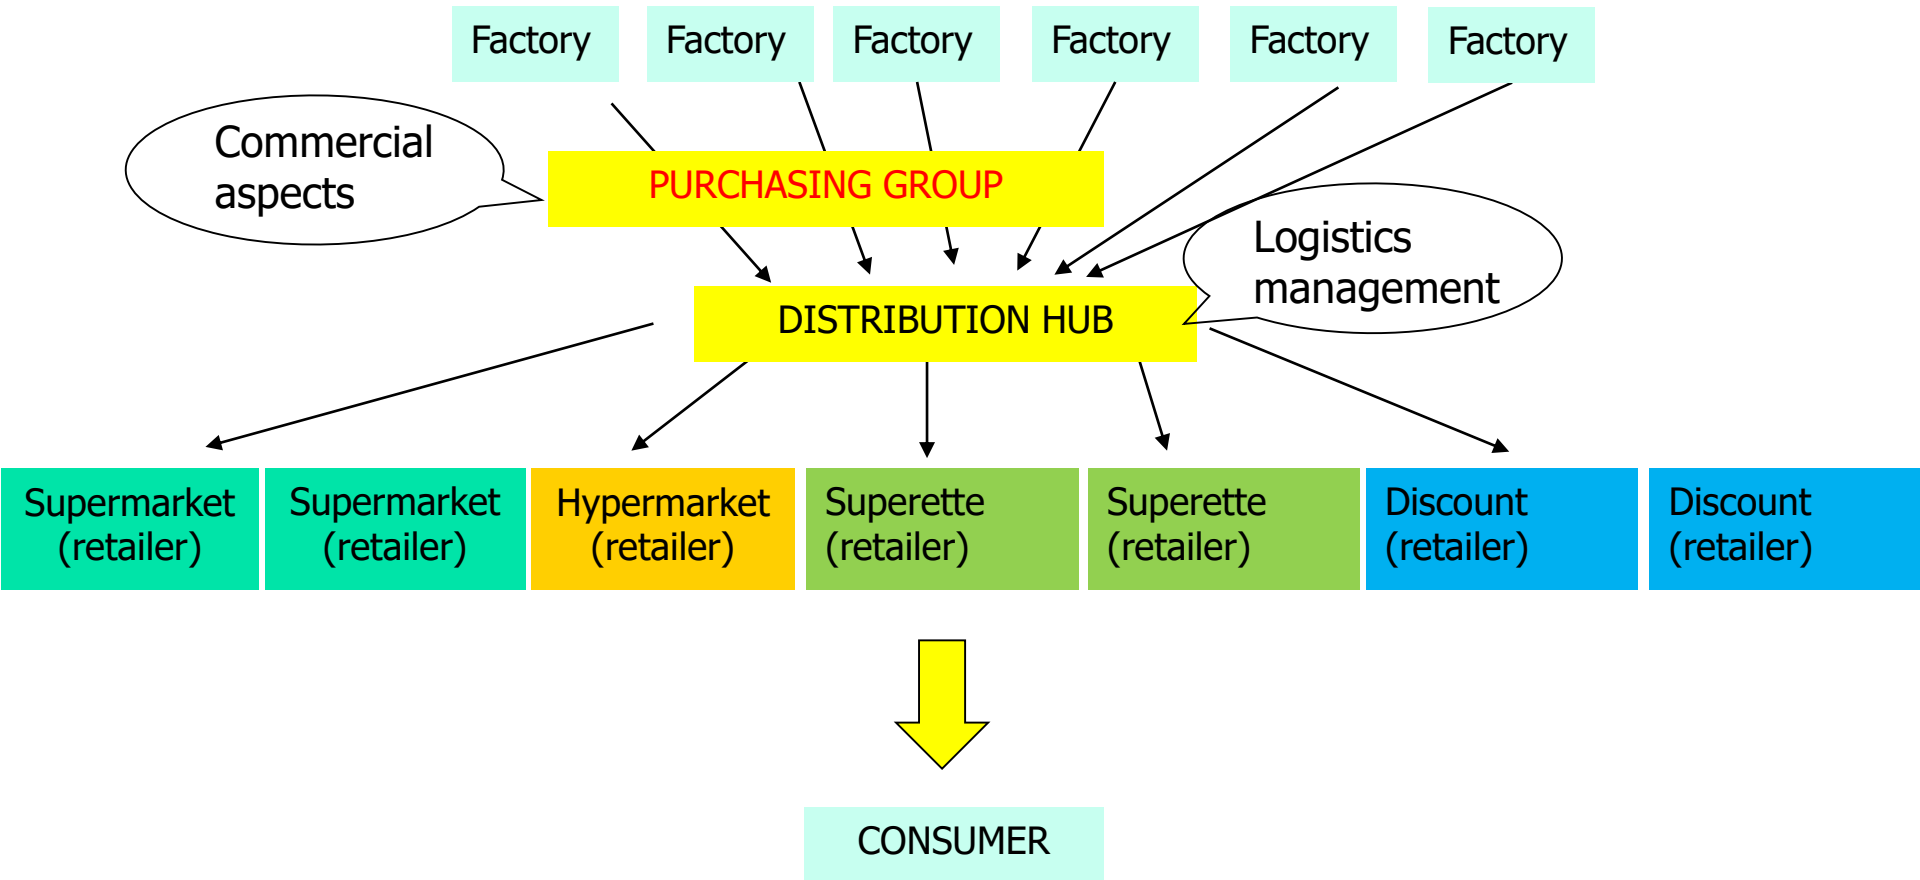 Factory
Factory
Factory
Factory
Factory
Factory
Commercial
aspects
PURCHASING GROUP
Logistics
management
DISTRIBUTION HUB
Supermarket
(retailer)
Supermarket
(retailer)
Hypermarket
(retailer)
Superette
(retailer)
Superette
(retailer)
Discount
(retailer)
Discount
(retailer)
CONSUMER